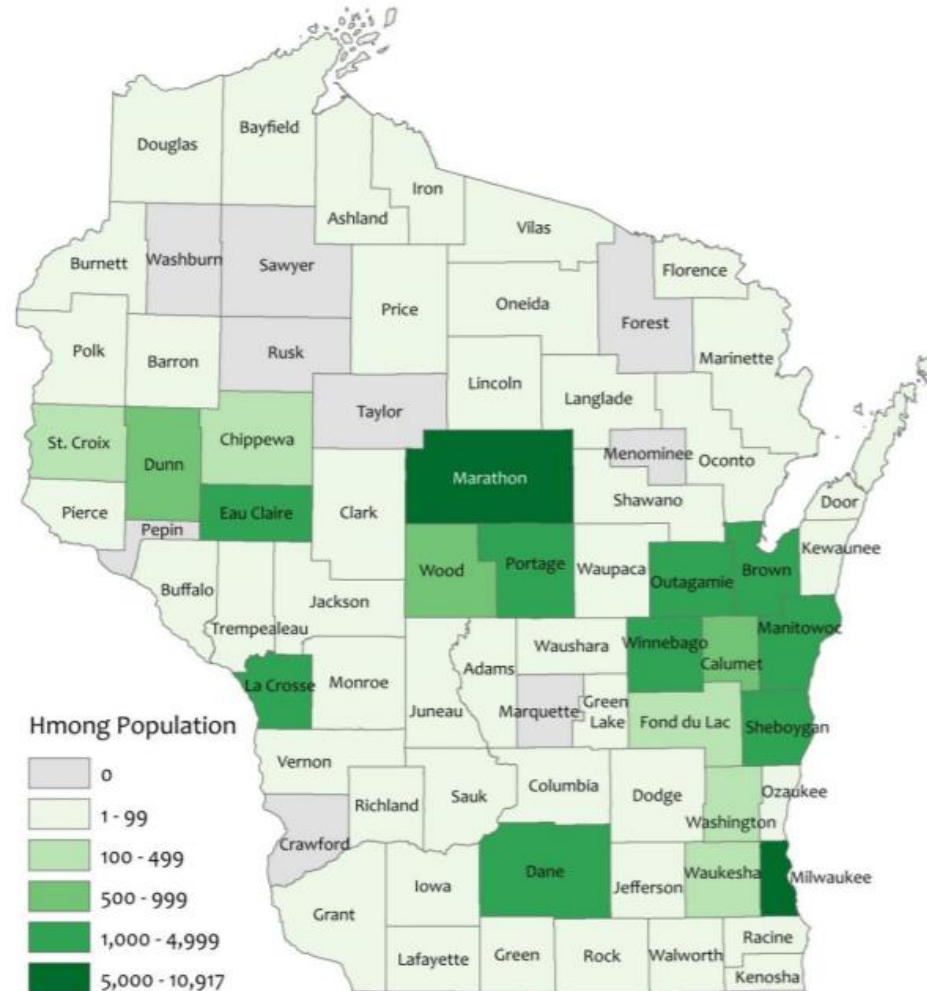 Bayfield
Douglas
Iron
Ashland
Vilas
Burnett
Washburn
Sawyer
Florence
Oneida
Price
Forest
Polk
Barron
Rusk
Marinette
Lincoln
Langlade
Taylor
St. Croix
Chippewa
Dunn
Menominee
Oconto
Marathon
Shawano
Door
Pierce
Eau Claire
Clark
Pepin
Kewaunee
Wood
Portage
Waupaca
Outagamie
Brown
Buffalo
Jackson
Trempealeau
Manitowoc
Winnebago
Waushara
Calumet
Adams
La Crosse
Monroe
Juneau
Marquette
Green
Lake
Fond du Lac
Sheboygan
Vernon
Columbia
Dodge
Ozaukee
Richland
Sauk
Washington
Crawford
Dane
Iowa
Jefferson
Waukesha
Milwaukee
Grant
Racine
Lafayette
Green
Rock
Walworth
Kenosha
Hmong Population
0
1 - 99
100 - 499
500 - 999
1,000 - 4,999
5,000 - 10,917